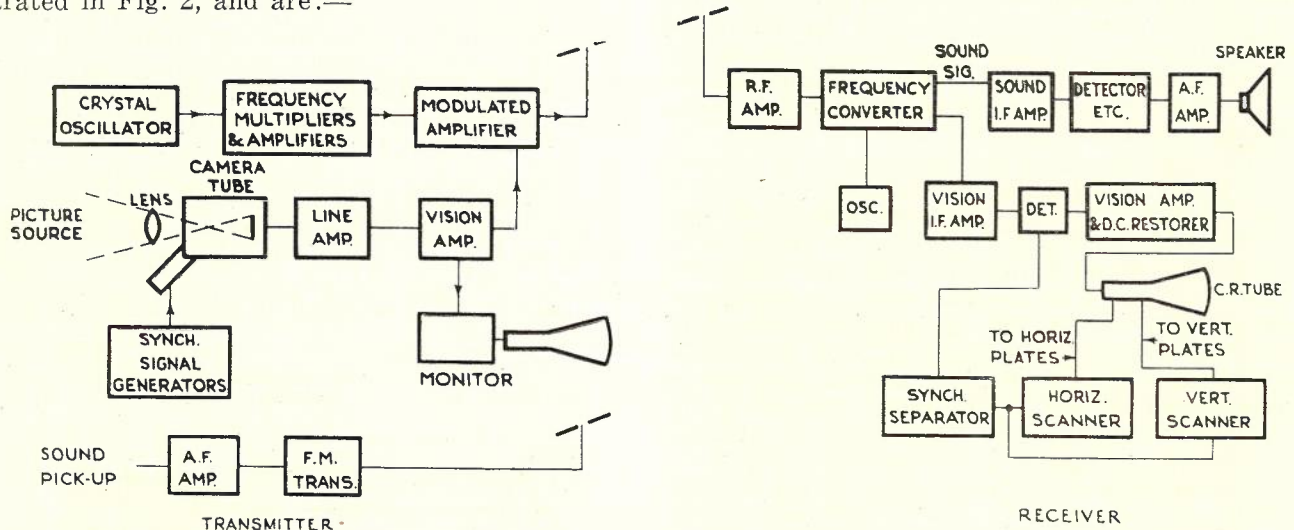 trated in Fig. 2, and are:—
CRYSTAL
OSCILLATOR
FREQUENCY
MULTIPLIERS
& AMPLIFIERS
MODULATED
AMPLIFIER
CAMERA
TUBE
LENS
PICTURE
SOURCE
LINE
AMP.
VISION
AMP.
SYNCH.
SIGNAL
GENERATORS
MONITOR
SOUND
PICK-UP
A.F.
AMP.
F.M.
TRANS.
TRANSMITTER
R.F.
AMP.
FREQUENCY
CONVERTER
SOUND
SIG.
SOUND
I.F AMP.
DETECTOR
ETC.
A.F.
AMP.
SPEAKER
OSC.
VISION
I.F. AMP.
DET.
VISION AMP.
& D.C. RESTORER
C.R. TUBE
TO HORIZ.
PLATES
TO VERT.
PLATES
SYNCH.
SEPARATOR
HORIZ.
SCANNER
VERT.
SCANNER
RECEIVER